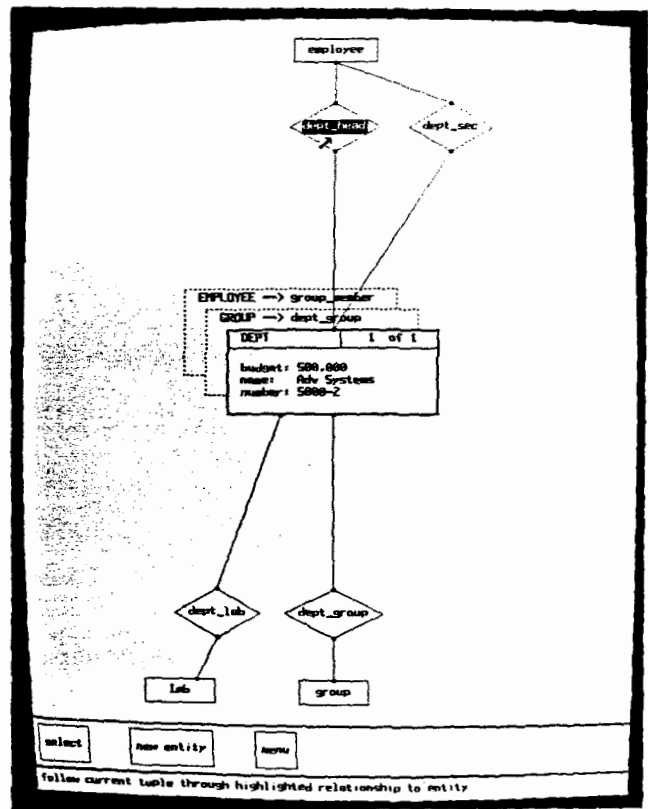 employee
dept_head
dept_sec
EMPLOYEE —> group_member
GROUP —> dept_group
DEPT 1 of 1
budget: 500,000
name: Adv Systems
number: 5000-2
dept_lab
dept_group
lab
group
select
new entity
menu
follow current tuple through highlighted relationship to entity